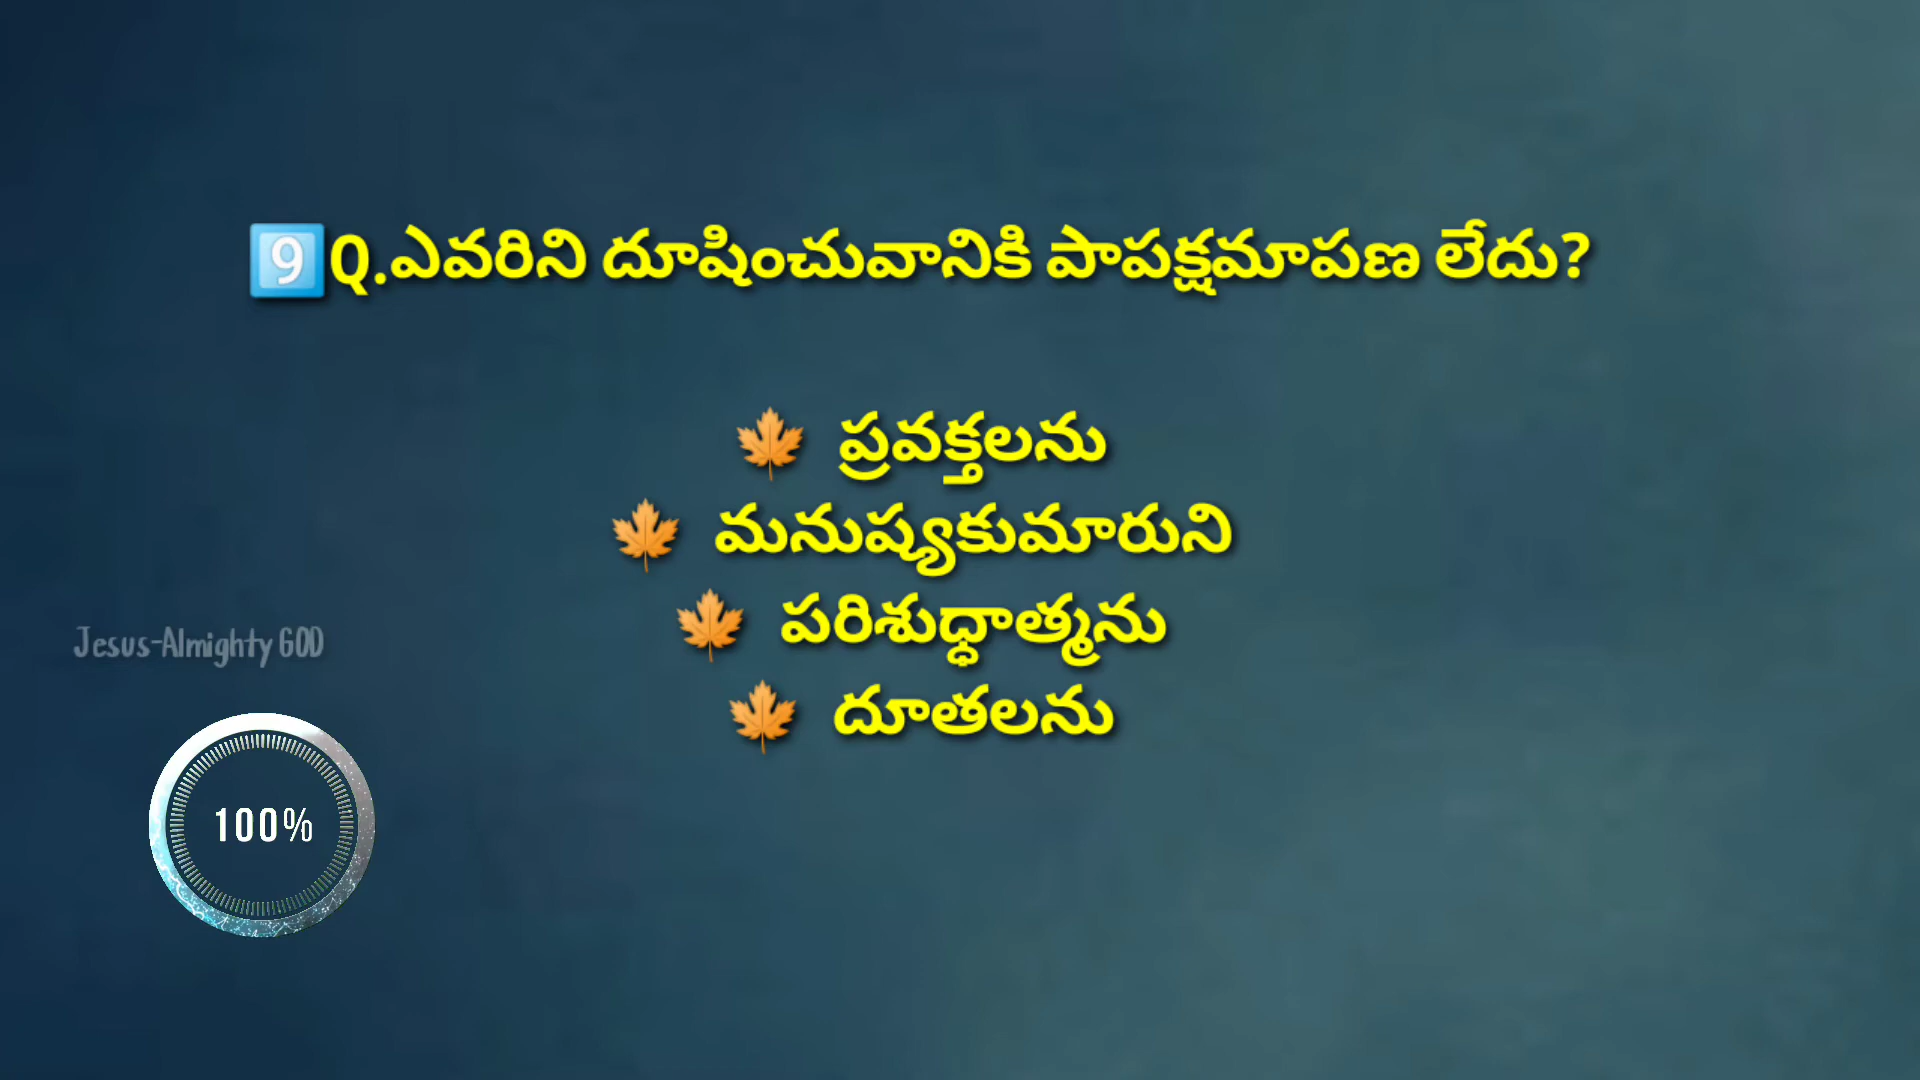 9️⃣Q.ఎవరిని దూషించువానికి పాపక్షమాపణ లేదు?
🍁 ప్రవక్తలను
🍁 మనుష్యకుమారుని
🍁 పరిశుధ్ధాత్మను
🍁 దూతలను
Jesus-Almighty GOD
100%